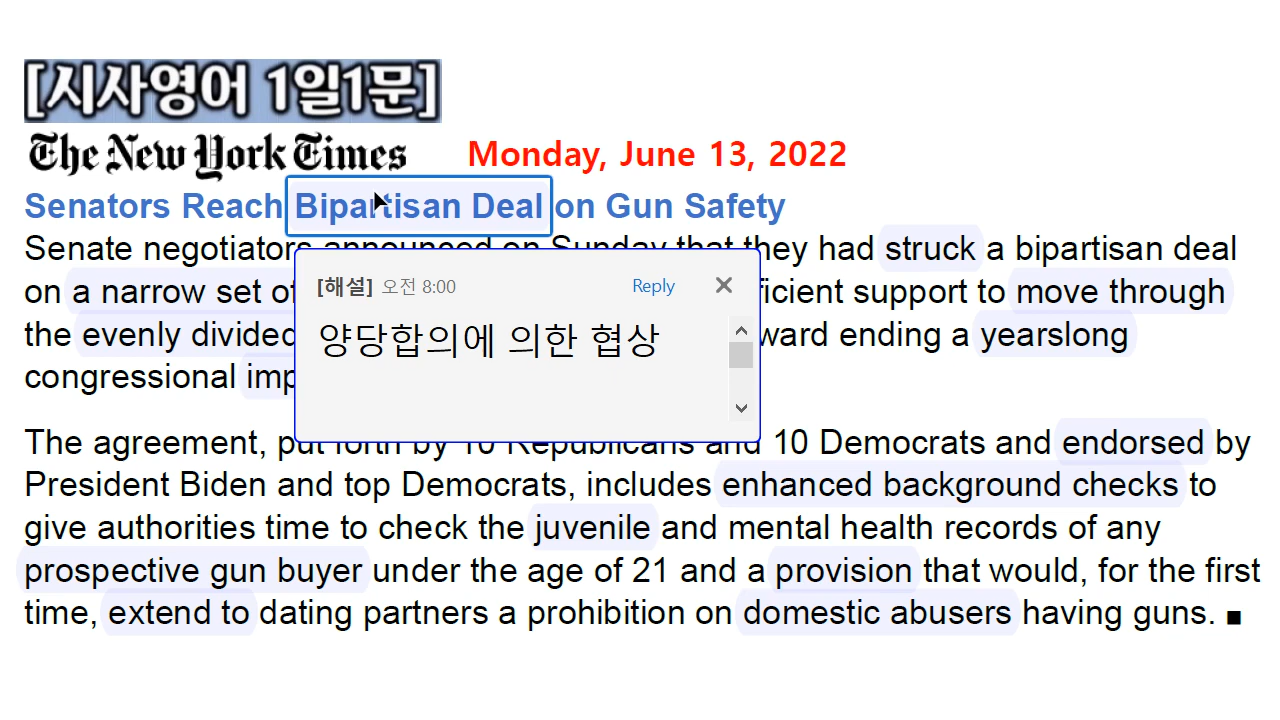 [시사영어 1일1문]
The New York Times Monday, June 13, 2022
Senators Reach Bipartisan Deal on Gun Safety
Senate negotiators announced on Sunday that they had struck a bipartisan deal
on a narrow set of ficient support to move through
the evenly divided ward ending a yearslong
congressional imp
[해설] 오전 8:00 Reply
양당합의에 의한 협상
The agreement, put forth by 10 Republicans and 10 Democrats and endorsed by
President Biden and top Democrats, includes enhanced background checks to
give authorities time to check the juvenile and mental health records of any
prospective gun buyer under the age of 21 and a provision that would, for the first
time, extend to dating partners a prohibition on domestic abusers having guns. ■